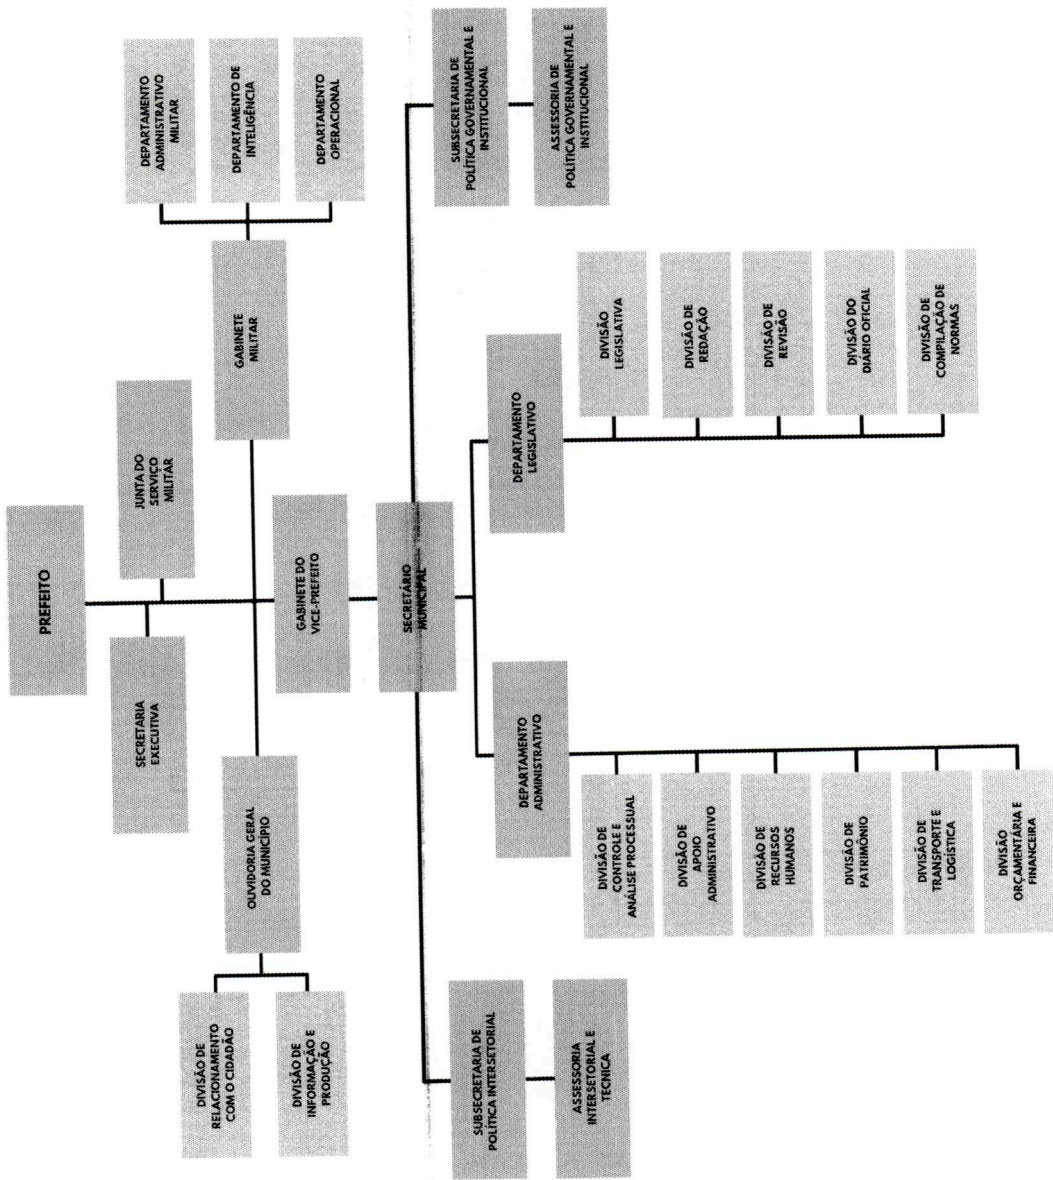 PREFEITO
SECRETARIA
EXECUTIVA
JUNTA DO
SERVIÇO
MILITAR
OUVIDORIA GERAL
DO MUNICÍPIO
DIVISÃO DE
RELACIONAMENTO
COM O CIDADÃO
DIVISÃO DE
INFORMAÇÃO E
PRODUÇÃO
GABINETE
MILITAR
DEPARTAMENTO
ADMINISTRATIVO
MILITAR
DEPARTAMENTO DE
INTELIGÊNCIA
DEPARTAMENTO
OPERACIONAL
GABINETE DO
VICE-PREFEITO
SECRETÁRIO
MUNICIPAL
SUBSECRETARIA DE
POLÍTICA INTERSETORIAL
ASSESSORIA
INTERSETORIAL E
TECNICA
DEPARTAMENTO
ADMINISTRATIVO
DIVISÃO DE
CONTROLE E
ANÁLISE PROCESSUAL
DIVISÃO DE
APOIO
ADMINISTRATIVO
DIVISÃO DE
RECURSOS
HUMANOS
DIVISÃO DE
PATRIMÔNIO
DIVISÃO DE
TRANSPORTE E
LOGÍSTICA
DIVISÃO
ORÇAMENTÁRIA E
FINANCEIRA
DEPARTAMENTO
LEGISLATIVO
DIVISÃO
LEGISLATIVA
DIVISÃO DE
REDAÇÃO
DIVISÃO DE
REVISÃO
DIVISÃO DO
DIÁRIO OFICIAL
DIVISÃO DE
COMPILAÇÃO DE
NORMAS
SUBSECRETARIA DE
POLÍTICA GOVERNAMENTAL E
INSTITUCIONAL
ASSESSORIA DE
POLÍTICA GOVERNAMENTAL E
INSTITUCIONAL